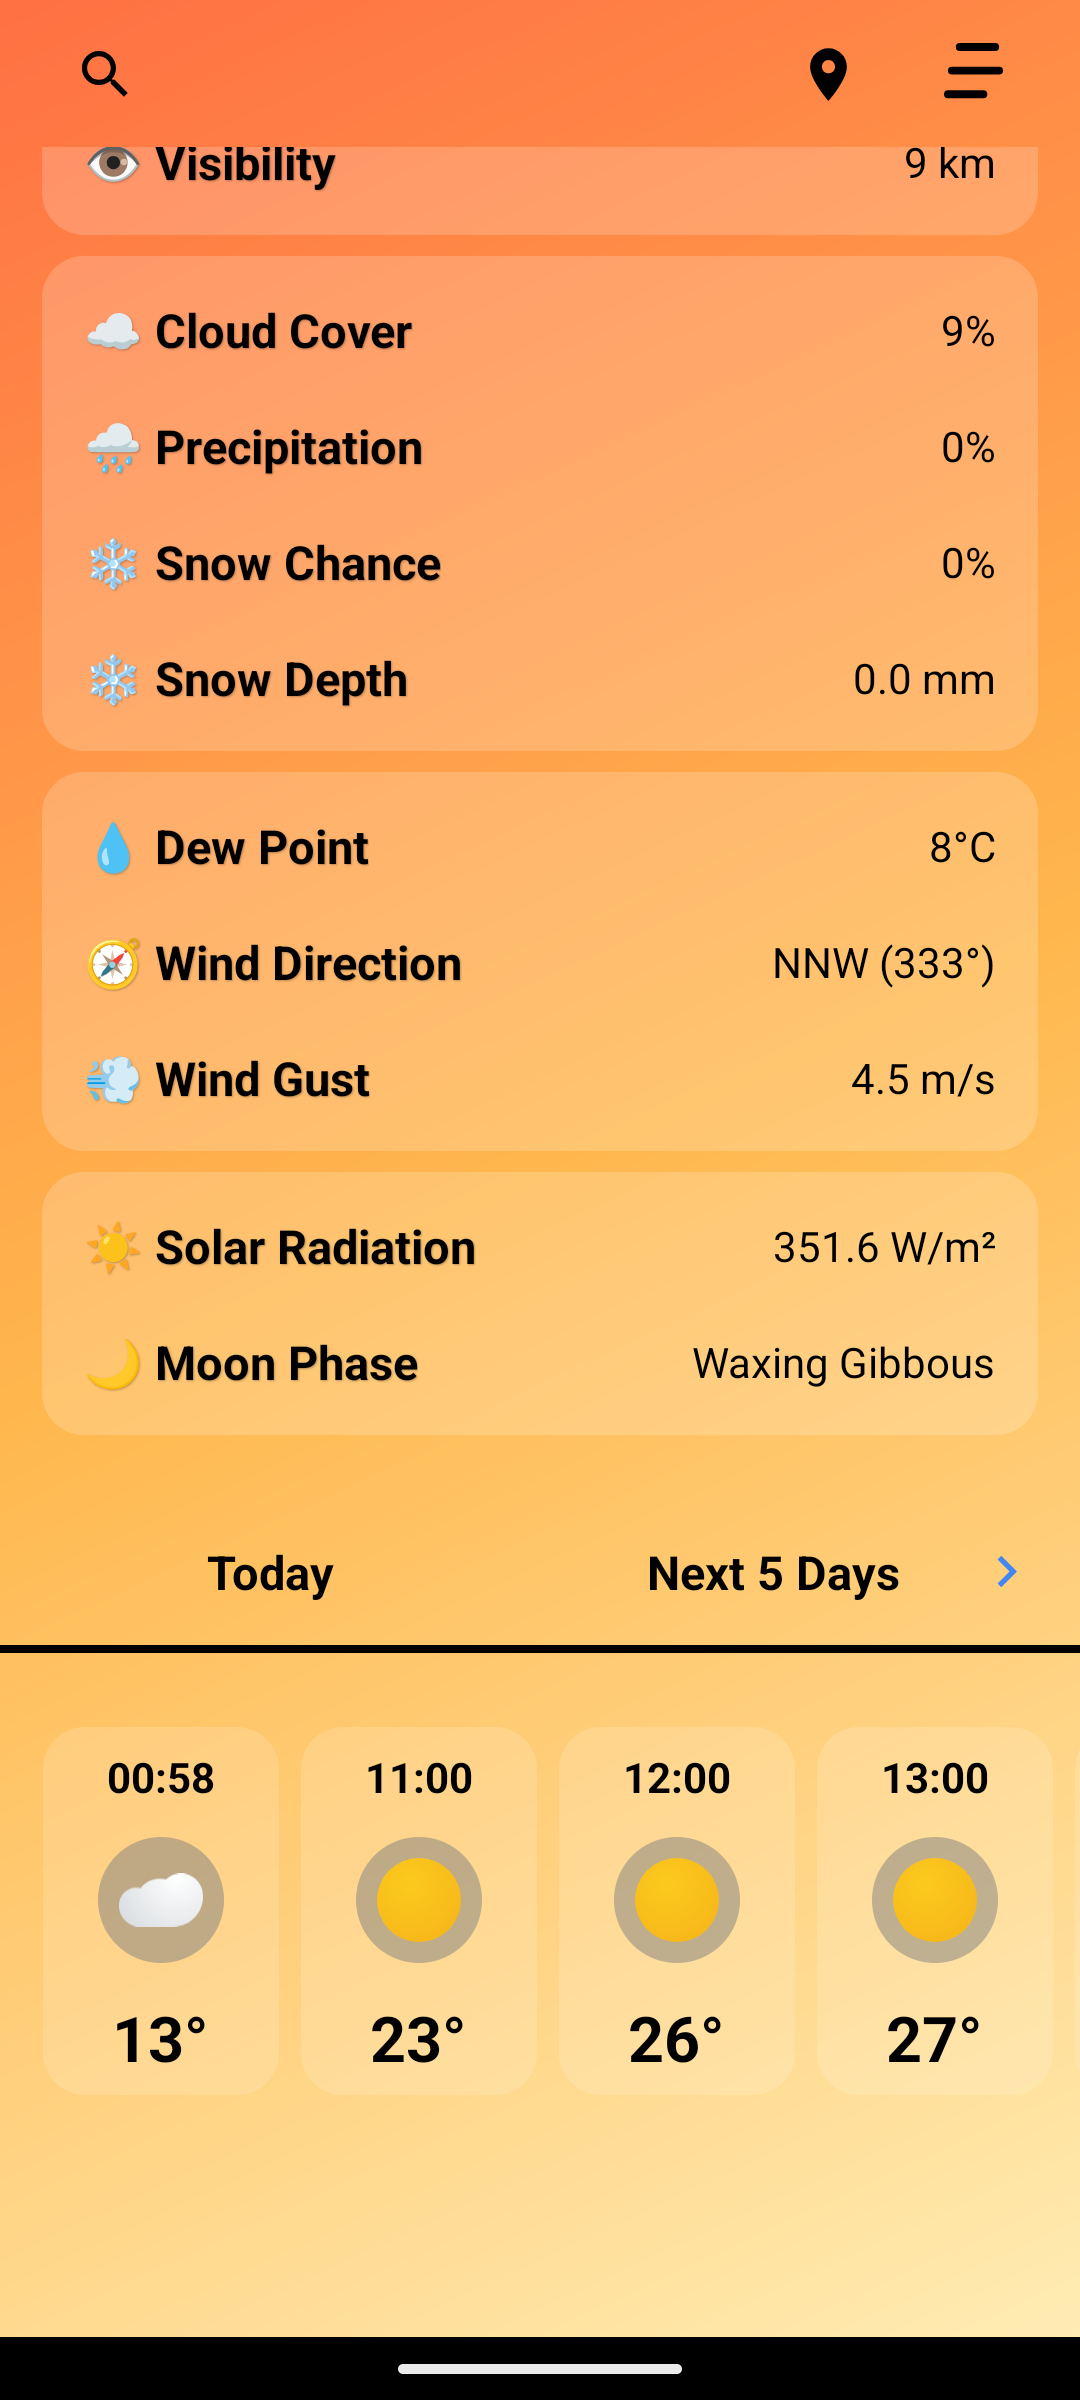 Visibility 9 km
Cloud Cover 9%
Precipitation 0%
Snow Chance 0%
Snow Depth 0.0 mm
Dew Point 8°C
Wind Direction NNW (333°)
Wind Gust 4.5 m/s
Solar Radiation 351.6 W/m²
Moon Phase Waxing Gibbous
Today Next 5 Days
00:58 11:00 12:00 13:00
13° 23° 26° 27°